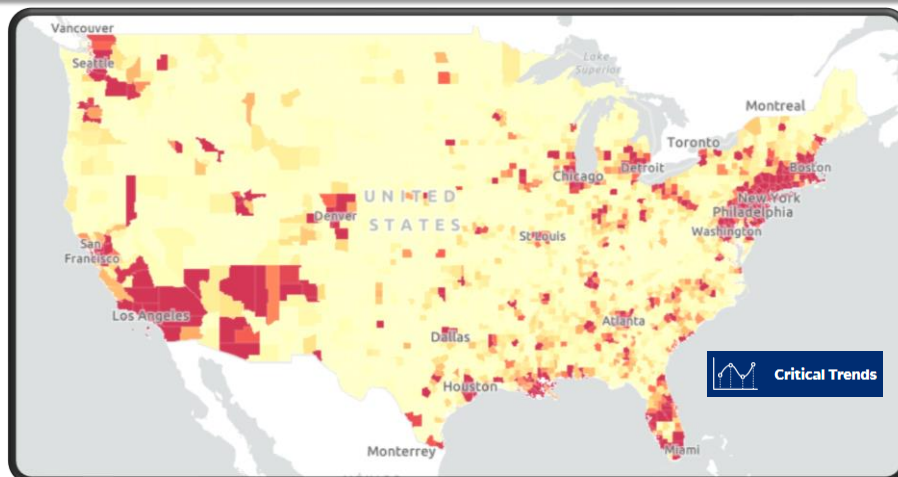 Vancouver
Seattle
Lake
Superior
Montreal
Toronto
Boston
Chicago
Detroit
New York
Philadelphia
UNITED
Denver
STATES
Washington
St Louis
San
Francisco
Los Angeles
Atlanta
Dallas
Critical Trends
Houston
Monterrey
Miami